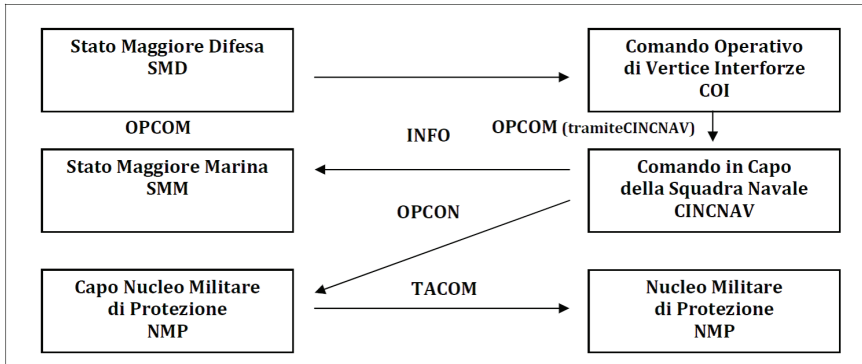 Stato Maggiore Difesa
SMD
Comando Operativo
di Vertice Interforze
COI
OPCOM
INFO
OPCOM (tramiteCINCNAV)
Stato Maggiore Marina
SMM
Comando in Capo
della Squadra Navale
CINCNAV
OPCON
Capo Nucleo Militare
di Protezione
NMP
TACOM
Nucleo Militare
di Protezione
NMP